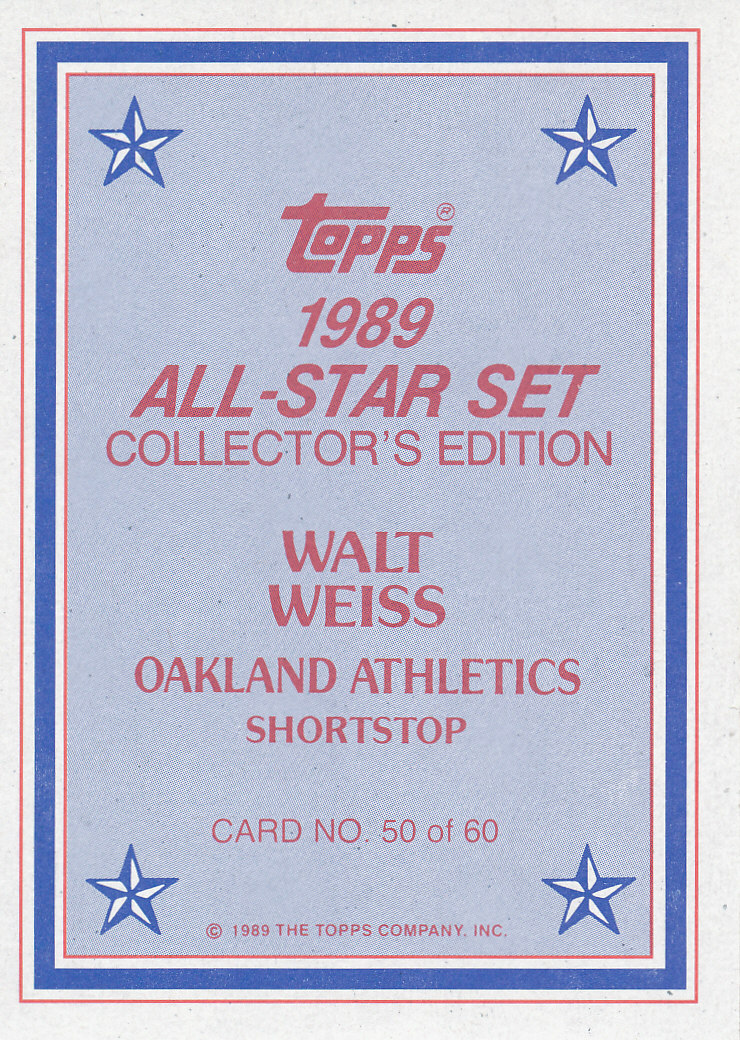 Topps ®
1989
ALL-STAR SET
COLLECTOR'S EDITION
WALT
WEISS
OAKLAND ATHLETICS
SHORTSTOP
CARD NO. 50 of 60
© 1989 THE TOPPS COMPANY, INC.